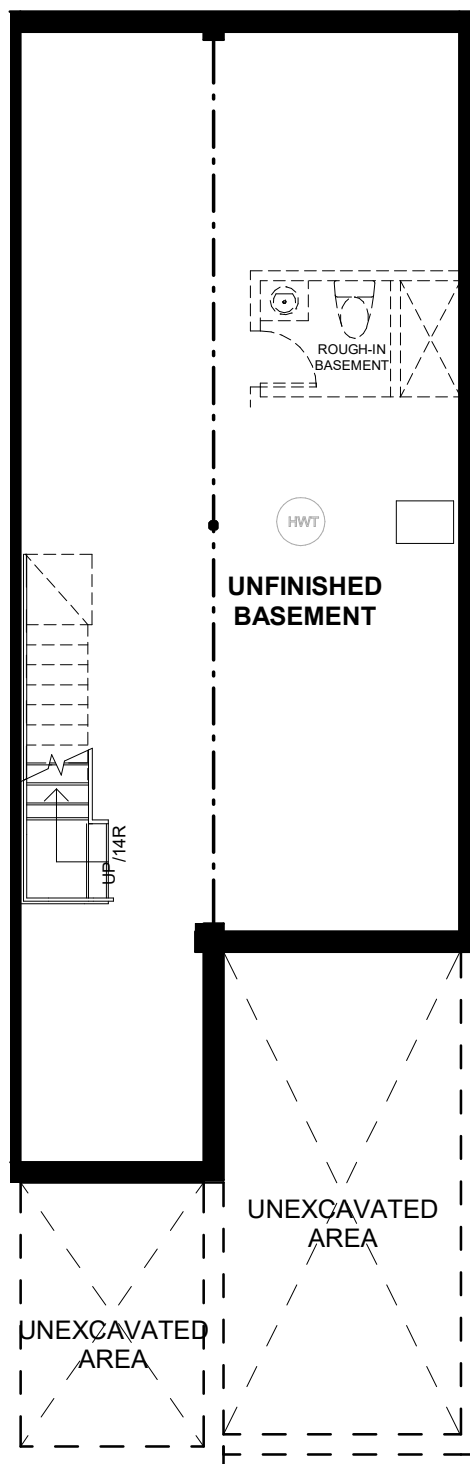 ROUGH-IN
BASEMENT
HWT
UNFINISHED
BASEMENT
UP /14R
UNEXCAVATED
AREA
UNEXCAVATED
AREA